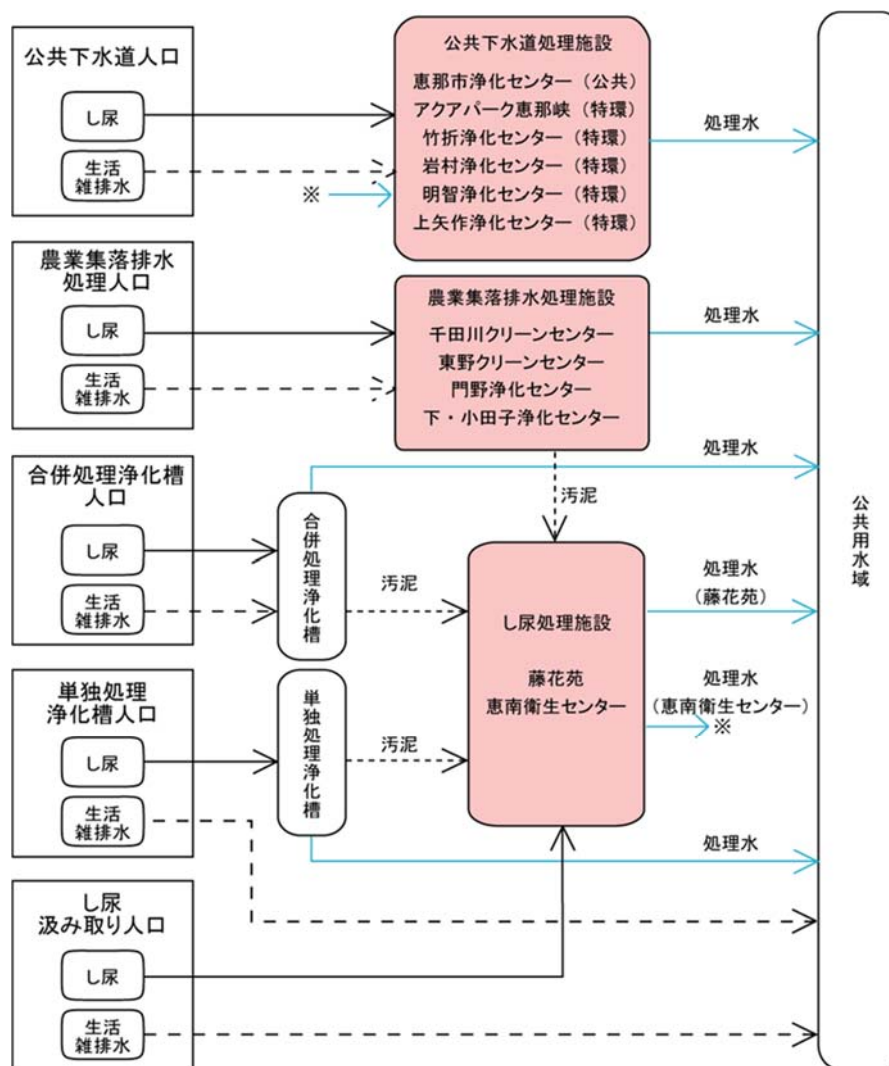 公共下水道人口
し尿
生活
雑排水
※
公共下水道処理施設
恵那市浄化センター（公共）
アクアパーク恵那峡（特環）
竹折浄化センター（特環）
岩村浄化センター（特環）
明智浄化センター（特環）
上矢作浄化センター（特環）
処理水
農業集落排水
処理人口
し尿
生活
雑排水
農業集落排水処理施設
千田川クリーンセンター
東野クリーンセンター
門野浄化センター
下・小田子浄化センター
処理水
汚泥
合併処理浄化槽
人口
し尿
生活
雑排水
合併処理浄化槽
処理水
汚泥
し尿処理施設
藤花苑
恵南衛生センター
処理水
（藤花苑）
処理水
（恵南衛生センター）
※
単独処理
浄化槽人口
し尿
生活
雑排水
単独処理浄化槽
汚泥
処理水
し尿
汲み取り人口
し尿
生活
雑排水
公共用水域